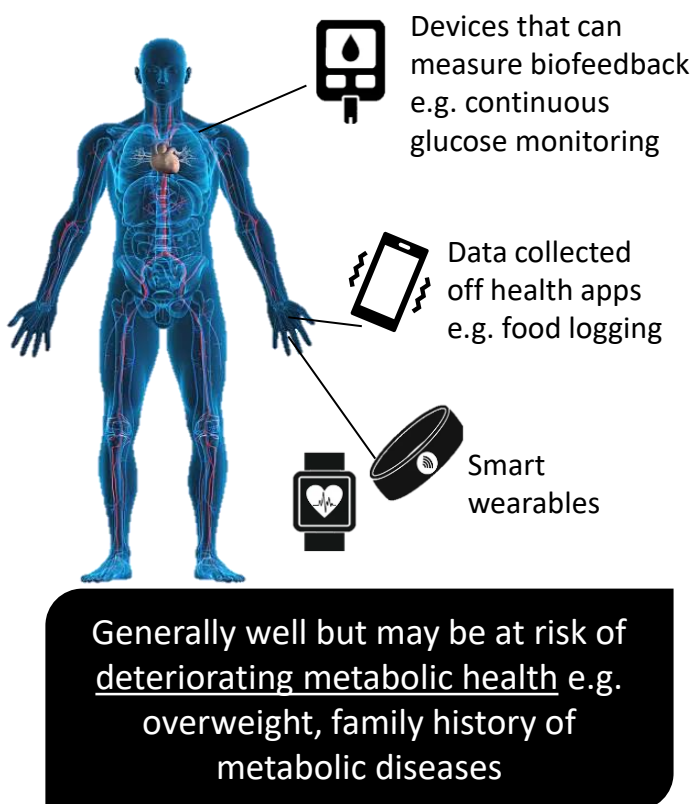 Devices that can
measure biofeedback
e.g. continuous
glucose monitoring
Data collected
off health apps
e.g. food logging
Smart
wearables
Generally well but may be at risk of
deteriorating metabolic health e.g.
overweight, family history of
metabolic diseases